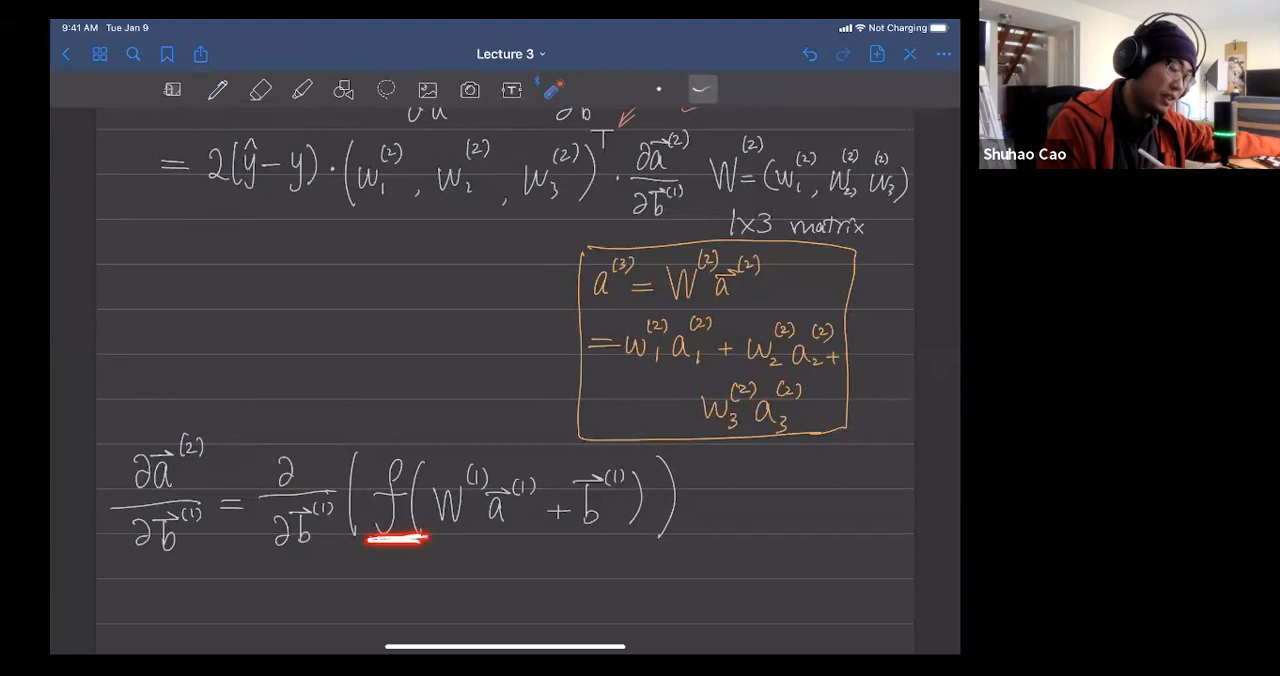 9:41 AM Tue Jan 9
Not Charging
Lecture 3
T
∂u ∂b
= 2(ŷ − y) · (w₁⁽²⁾, w₂⁽²⁾, w₃⁽²⁾)ᵀ · ∂a⃗⁽²⁾/∂b⃗⁽¹⁾ W⁽²⁾ = (w₁⁽²⁾, w₂⁽²⁾, w₃⁽²⁾)
1×3 matrix
a⁽³⁾ = W⁽²⁾a⃗⁽²⁾
= w₁⁽²⁾a₁⁽²⁾ + w₂⁽²⁾a₂⁽²⁾ +
w₃⁽²⁾a₃⁽²⁾
∂a⃗⁽²⁾/∂b⃗⁽¹⁾ = ∂/∂b⃗⁽¹⁾ (f(W⁽¹⁾a⃗⁽¹⁾ + b⃗⁽¹⁾))
Shuhao Cao